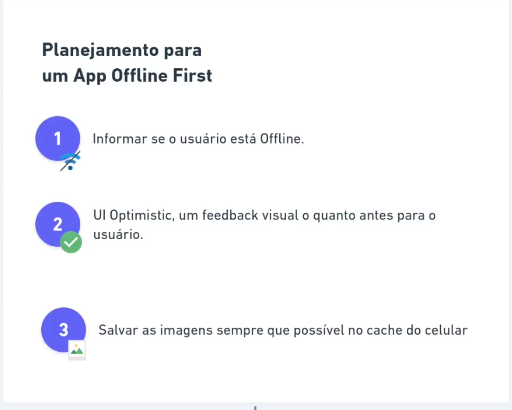 Planejamento para
um App Offline First
1
Informar se o usuário está Offline.
2
UI Optimistic, um feedback visual o quanto antes para o
usuário.
3
Salvar as imagens sempre que possível no cache do celular